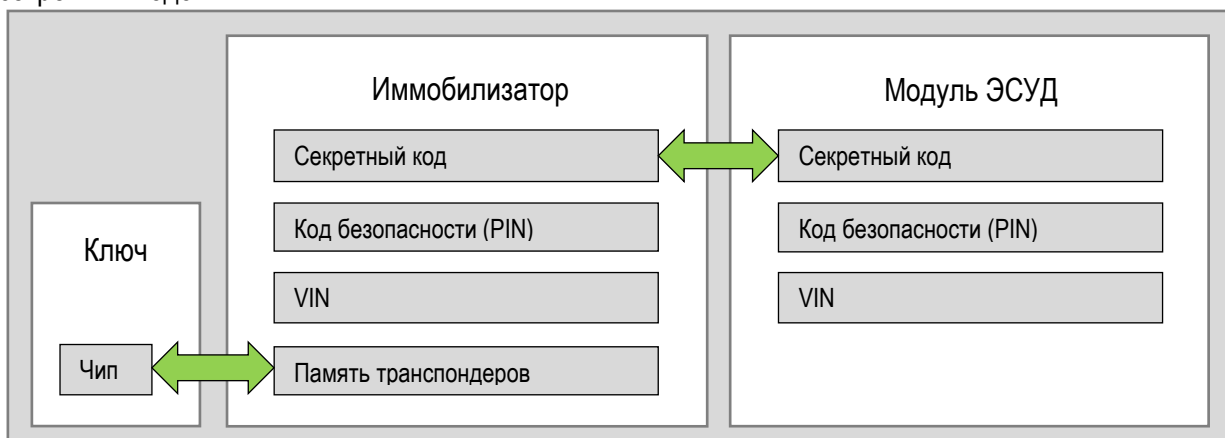 Иммобилизатор
Секретный код
Код безопасности (PIN)
VIN
Память транспондеров
Модуль ЭСУД
Секретный код
Код безопасности (PIN)
VIN
Ключ
Чип